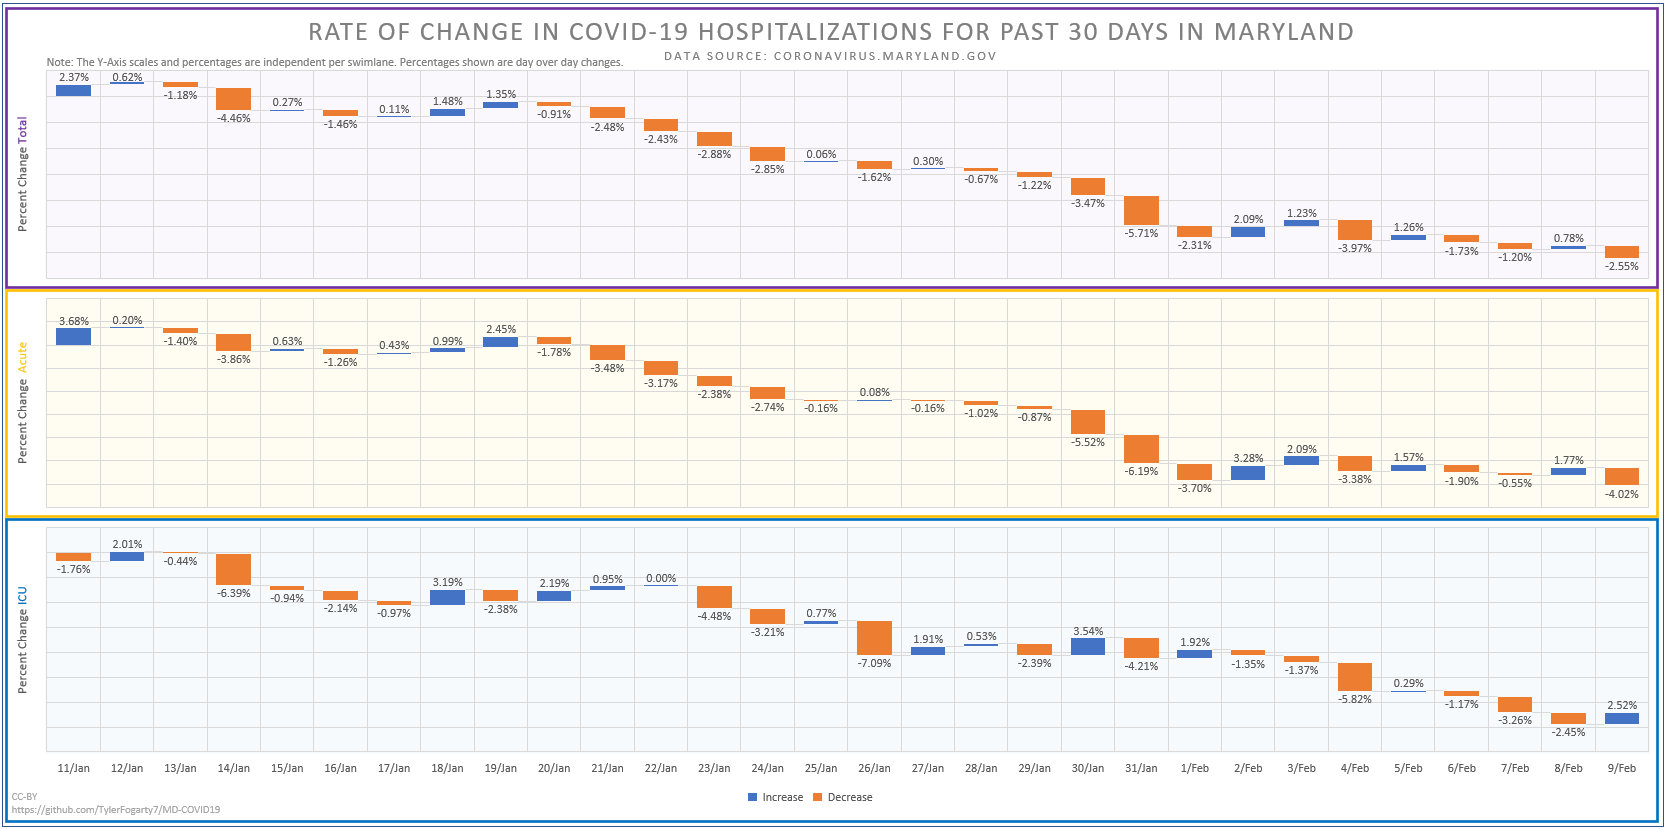 RATE OF CHANGE IN COVID-19 HOSPITALIZATIONS FOR PAST 30 DAYS IN MARYLAND
DATA SOURCE: CORONAVIRUS.MARYLAND.GOV
Note: The Y-Axis scales and percentages are independent per swimlane. Percentages shown are day over day changes.
Percent Change Total
2.37% 0.62% -1.18% -4.46% 0.27% -1.46% 0.11% 1.48% 1.35% -0.91% -2.48% -2.43% -2.88% -2.85% 0.06% -1.62% 0.30% -0.67% -1.22% -3.47% -5.71% -2.31% 2.09% 1.23% -3.97% 1.26% -1.73% -1.20% 0.78% -2.55%
Percent Change Acute
3.68% 0.20% -1.40% -3.86% 0.63% -1.26% 0.43% 0.99% 2.45% -1.78% -3.48% -3.17% -2.38% -2.74% -0.16% 0.08% -0.16% -1.02% -0.87% -5.52% -6.19% -3.70% 3.28% 2.09% -3.38% 1.57% -1.90% -0.55% 1.77% -4.02%
Percent Change ICU
-1.76% 2.01% -0.44% -6.39% -0.94% -2.14% -0.97% 3.19% -2.38% 2.19% 0.95% 0.00% -4.48% -3.21% 0.77% -7.09% 1.91% 0.53% -2.39% 3.54% -4.21% 1.92% -1.35% -1.37% -5.82% 0.29% -1.17% -3.26% -2.45% 2.52%
11/Jan 12/Jan 13/Jan 14/Jan 15/Jan 16/Jan 17/Jan 18/Jan 19/Jan 20/Jan 21/Jan 22/Jan 23/Jan 24/Jan 25/Jan 26/Jan 27/Jan 28/Jan 29/Jan 30/Jan 31/Jan 1/Feb 2/Feb 3/Feb 4/Feb 5/Feb 6/Feb 7/Feb 8/Feb 9/Feb
Increase Decrease
CC-BY
https://github.com/TylerFogarty7/MD-COVID19